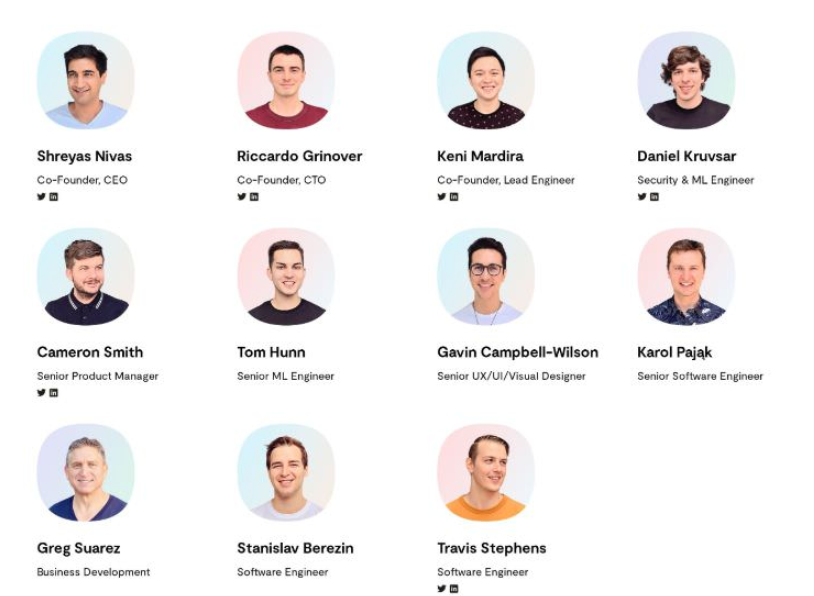 Shreyas Nivas
Co-Founder, CEO
Riccardo Grinover
Co-Founder, CTO
Keni Mardira
Co-Founder, Lead Engineer
Daniel Kruvsar
Security & ML Engineer
Cameron Smith
Senior Product Manager
Tom Hunn
Senior ML Engineer
Gavin Campbell-Wilson
Senior UX/UI/Visual Designer
Karol Pająk
Senior Software Engineer
Greg Suarez
Business Development
Stanislav Berezin
Software Engineer
Travis Stephens
Software Engineer